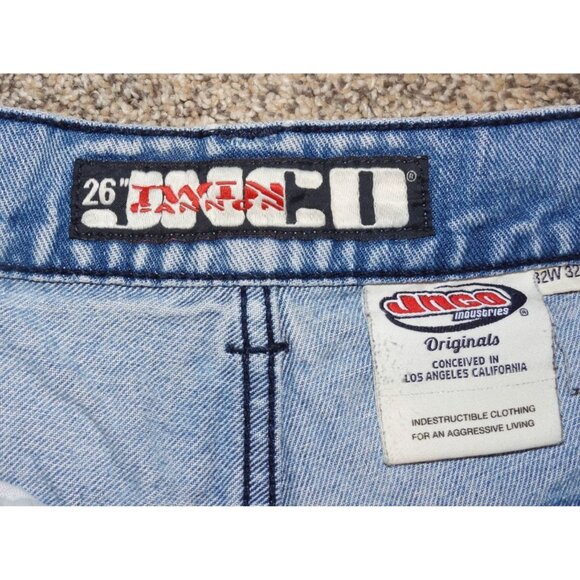 26" JNCO ®
TWIN
CANNON
32W 32
JNCO
industries ®
Originals
CONCEIVED IN
LOS ANGELES CALIFORNIA
INDESTRUCTIBLE CLOTHING
FOR AN AGGRESSIVE LIVING